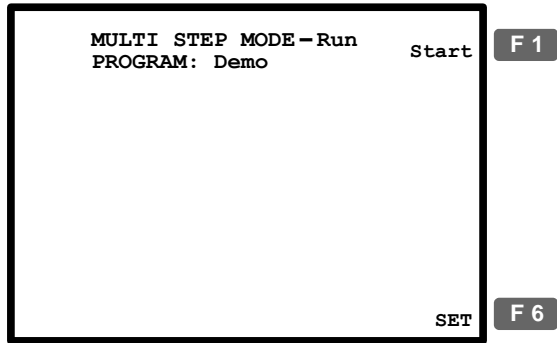 MULTI STEP MODE－Run
PROGRAM: Demo
Start
F 1
SET
F 6